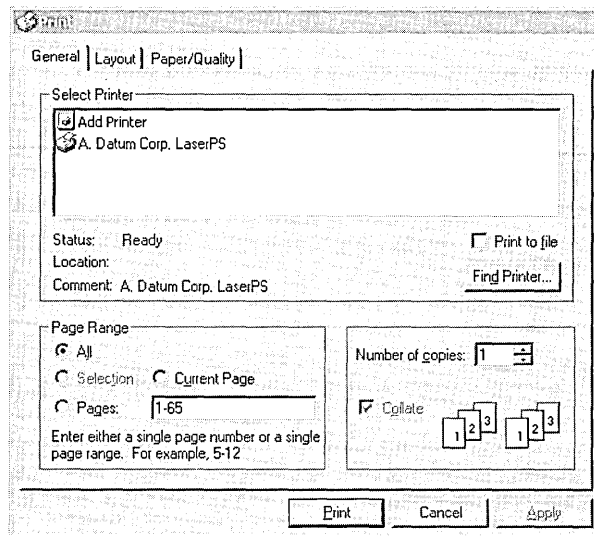 Print
General Layout Paper/Quality
Select Printer
Add Printer
A. Datum Corp. LaserPS
Status: Ready
Print to file
Location:
Find Printer...
Comment: A. Datum Corp. LaserPS
Page Range
All
Selection Current Page
Pages: 1-65
Enter either a single page number or a single
page range. For example, 5-12
Number of copies: 1
Collate
1 2 3 1 2 3
Print Cancel Apply